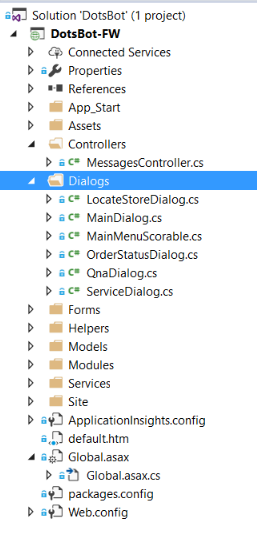 Solution 'DotsBot' (1 project)
DotsBot-FW
Connected Services
Properties
References
App_Start
Assets
Controllers
C# MessagesController.cs
Dialogs
C# LocateStoreDialog.cs
C# MainDialog.cs
C# MainMenuScorable.cs
C# OrderStatusDialog.cs
C# QnaDialog.cs
C# ServiceDialog.cs
Forms
Helpers
Models
Modules
Services
Site
ApplicationInsights.config
default.htm
Global.asax
Global.asax.cs
packages.config
Web.config